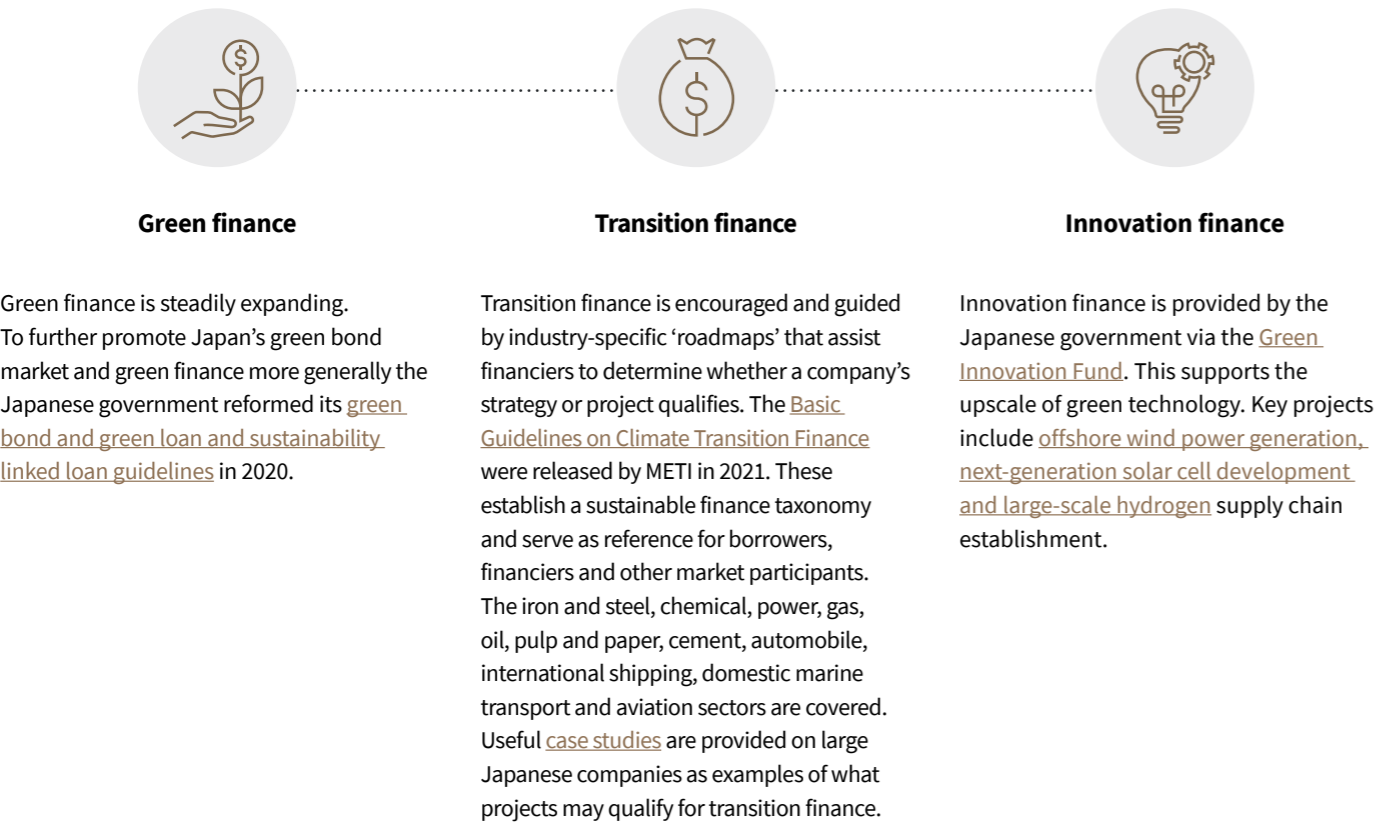 Green finance
Green finance is steadily expanding.
To further promote Japan’s green bond
market and green finance more generally the
Japanese government reformed its green
bond and green loan and sustainability
linked loan guidelines in 2020.
Transition finance
Transition finance is encouraged and guided
by industry-specific ‘roadmaps’ that assist
financiers to determine whether a company’s
strategy or project qualifies. The Basic
Guidelines on Climate Transition Finance
were released by METI in 2021. These
establish a sustainable finance taxonomy
and serve as reference for borrowers,
financiers and other market participants.
The iron and steel, chemical, power, gas,
oil, pulp and paper, cement, automobile,
international shipping, domestic marine
transport and aviation sectors are covered.
Useful case studies are provided on large
Japanese companies as examples of what
projects may qualify for transition finance.
Innovation finance
Innovation finance is provided by the
Japanese government via the Green
Innovation Fund. This supports the
upscale of green technology. Key projects
include offshore wind power generation,
next-generation solar cell development
and large-scale hydrogen supply chain
establishment.